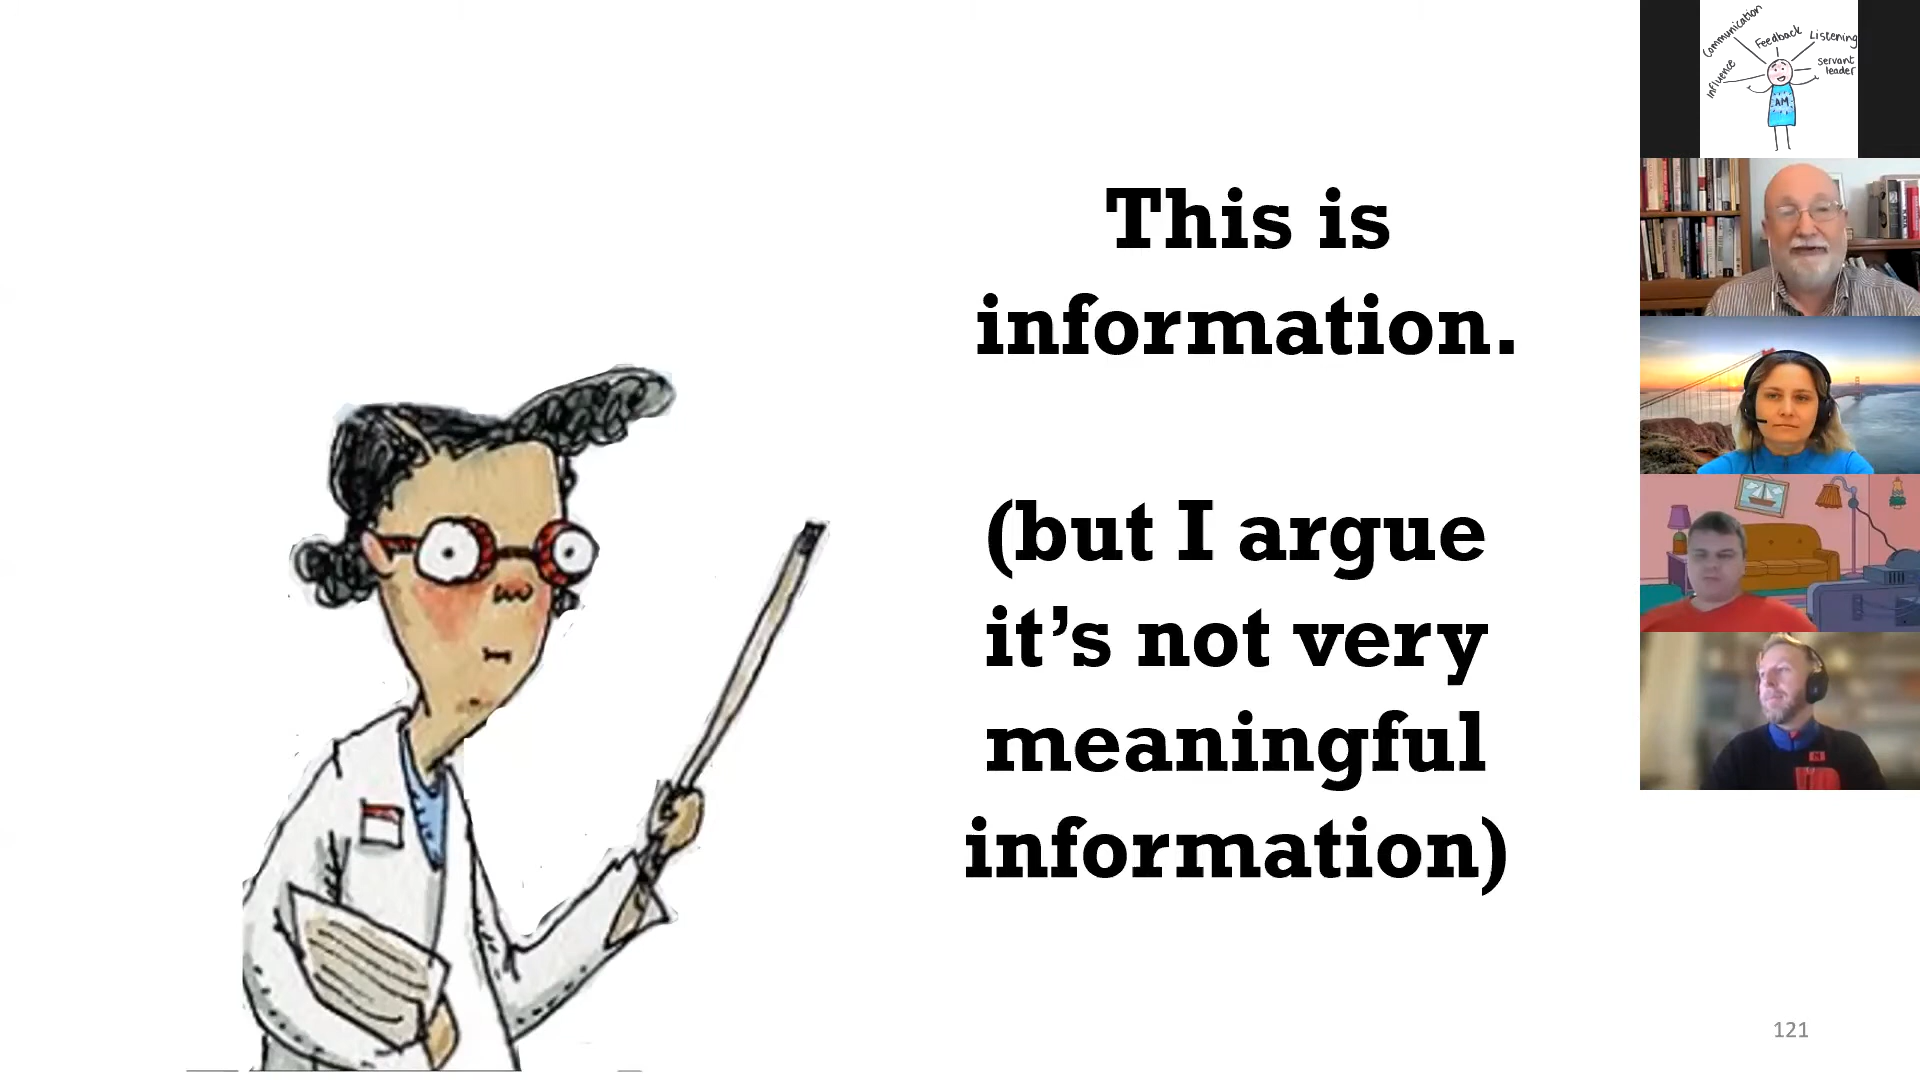 This is
information.
(but I argue
it’s not very
meaningful
information)
121
Communication
Feedback
Listening
Influence
servant
leader
AM